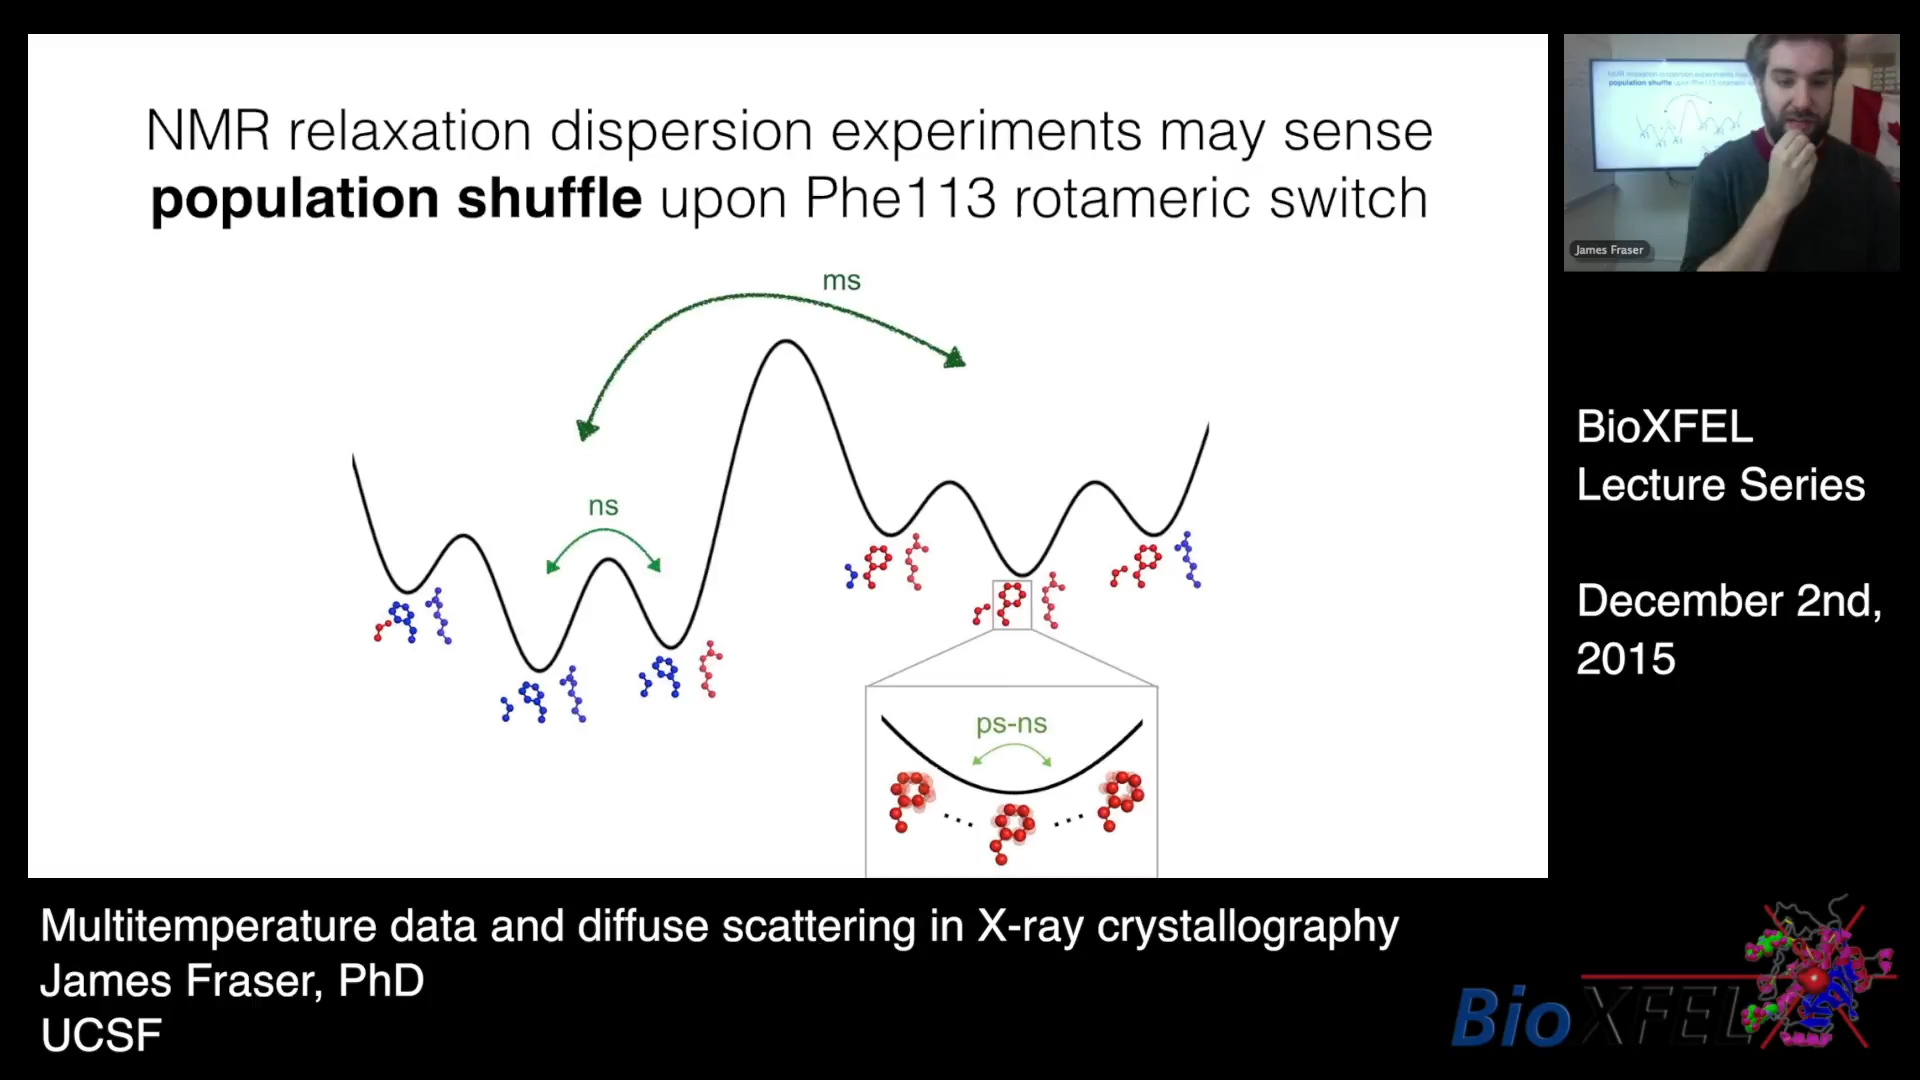 NMR relaxation dispersion experiments may sense
population shuffle upon Phe113 rotameric switch
ms
ns
ps-ns
James Fraser
BioXFEL
Lecture Series
December 2nd,
2015
Multitemperature data and diffuse scattering in X-ray crystallography
James Fraser, PhD
UCSF
BioXFEL